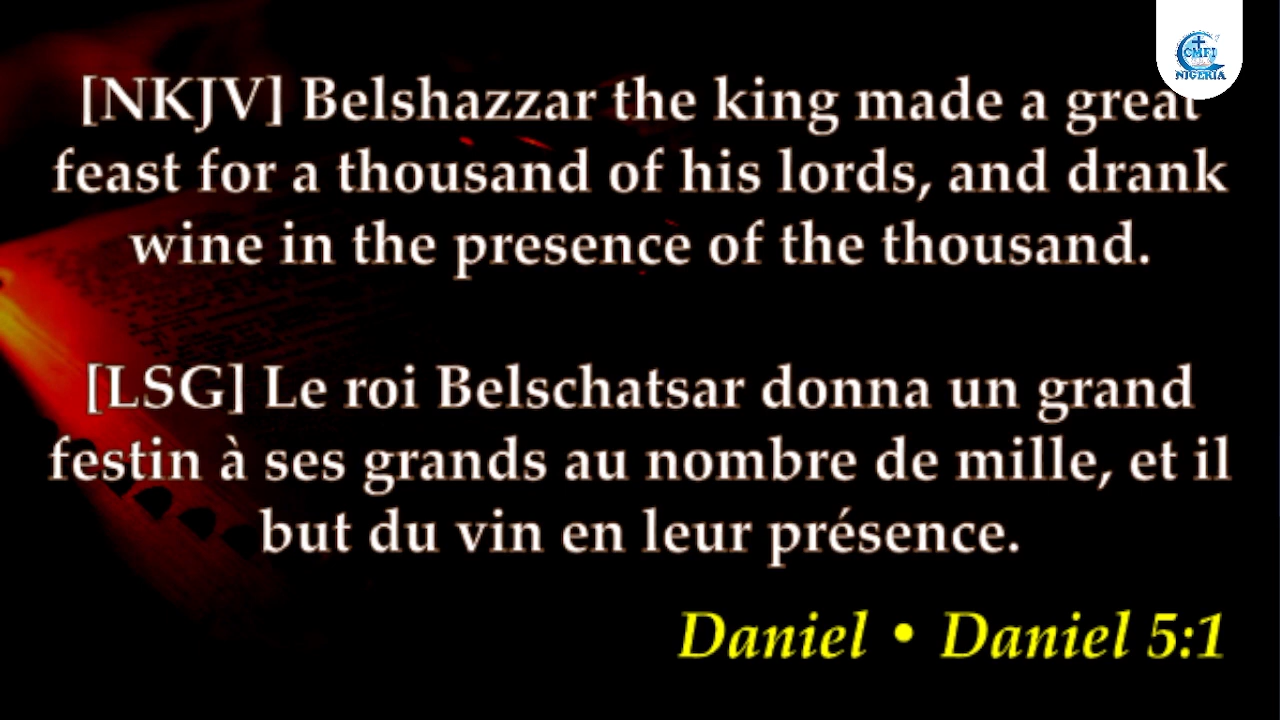 CMFI
NIGERIA
[NKJV] Belshazzar the king made a great
feast for a thousand of his lords, and drank
wine in the presence of the thousand.
[LSG] Le roi Belschatsar donna un grand
festin à ses grands au nombre de mille, et il
but du vin en leur présence.
Daniel • Daniel 5:1